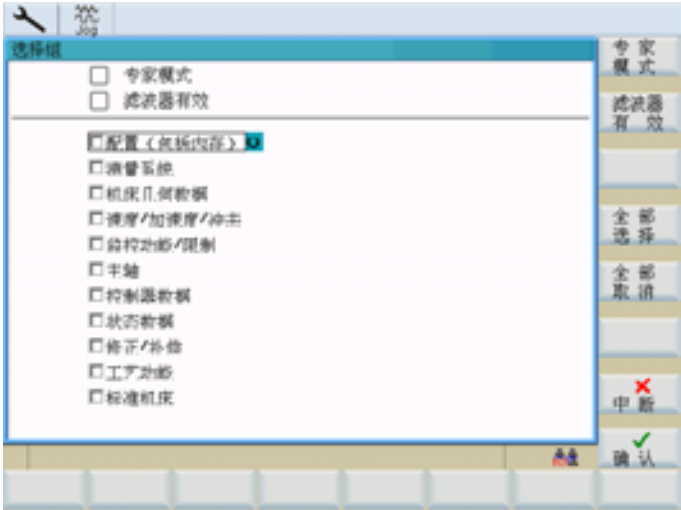 Jog
选择组
专家模式
滤波器有效
配置（包括内存）
测量系统
机床几何数据
速度/加速度/冲击
监控功能/限制
主轴
控制器数据
状态数据
修正/补偿
工艺功能
标准机床
专家
模式
滤波器
有 效
全部
选择
全部
取消
中断
确认